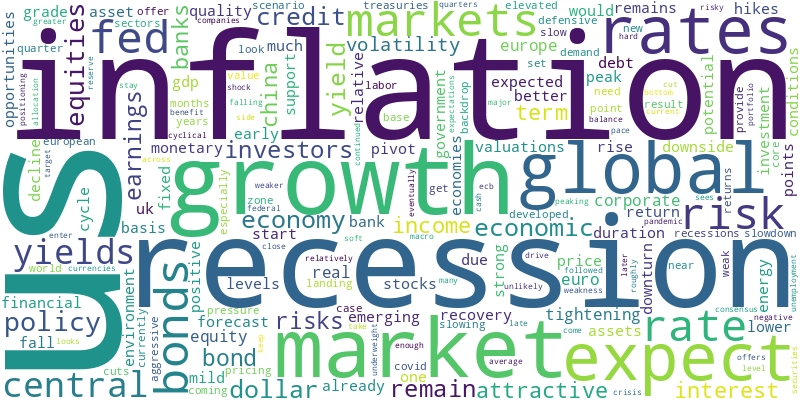 inflation
us
recession
growth
market
global
markets
rates
expect
rate
fed
risk
yields
bonds
policy
central
economy
economic
investors
credit
equities
earnings
dollar
remain
attractive
interest
income
risks
bond
volatility
yield
china
banks
term
grade
asset
quality
sectors
offer
treasuries
elevated
scenario
quarters
companies
greater
opportunities
quarter
europe
would
remains
new
hikes
hard
risky
defensive
slow
demand
look
much
support
relative
government
expectations
backdrop
expected
better
set
debt
peak
need
point
result
potential
value
cut
bottom
current
provide
portfolio
investment
core
conditions
positioning
allocation
reserve
stay
gdp
months
years
benefit
shock
falling
side
labor
base
major
balance
pace
european
target
decline
cyclical
early
monetary
pivot
valuations
rise
downside
continued
economies
across
fixed
uk
cycle
basis
especially
weaker
zone
federal
bank
eventually
get
cash
ecb
developed
peaking
corporate
return
sees
returns
points
duration
pandemic
recessions
slowdown
start
close
soft
macro
relatively
due
strong
price
followed
weakness
drive
unlikely
euro
downturn
later
roughly
near
weak
energy
consensus
unemployment
enter
world
currencies
environment
currently
aggressive
positive
levels
real
landing
stocks
many
financial
fall
looks
pressure
forecast
case
emerging
recovery
tightening
slowing
late
assets
come
lower
negative
equity
mild
coming
cuts
pricing
keep
take
one
covid
enough
already
underweight
average
crisis
offers
level
securities